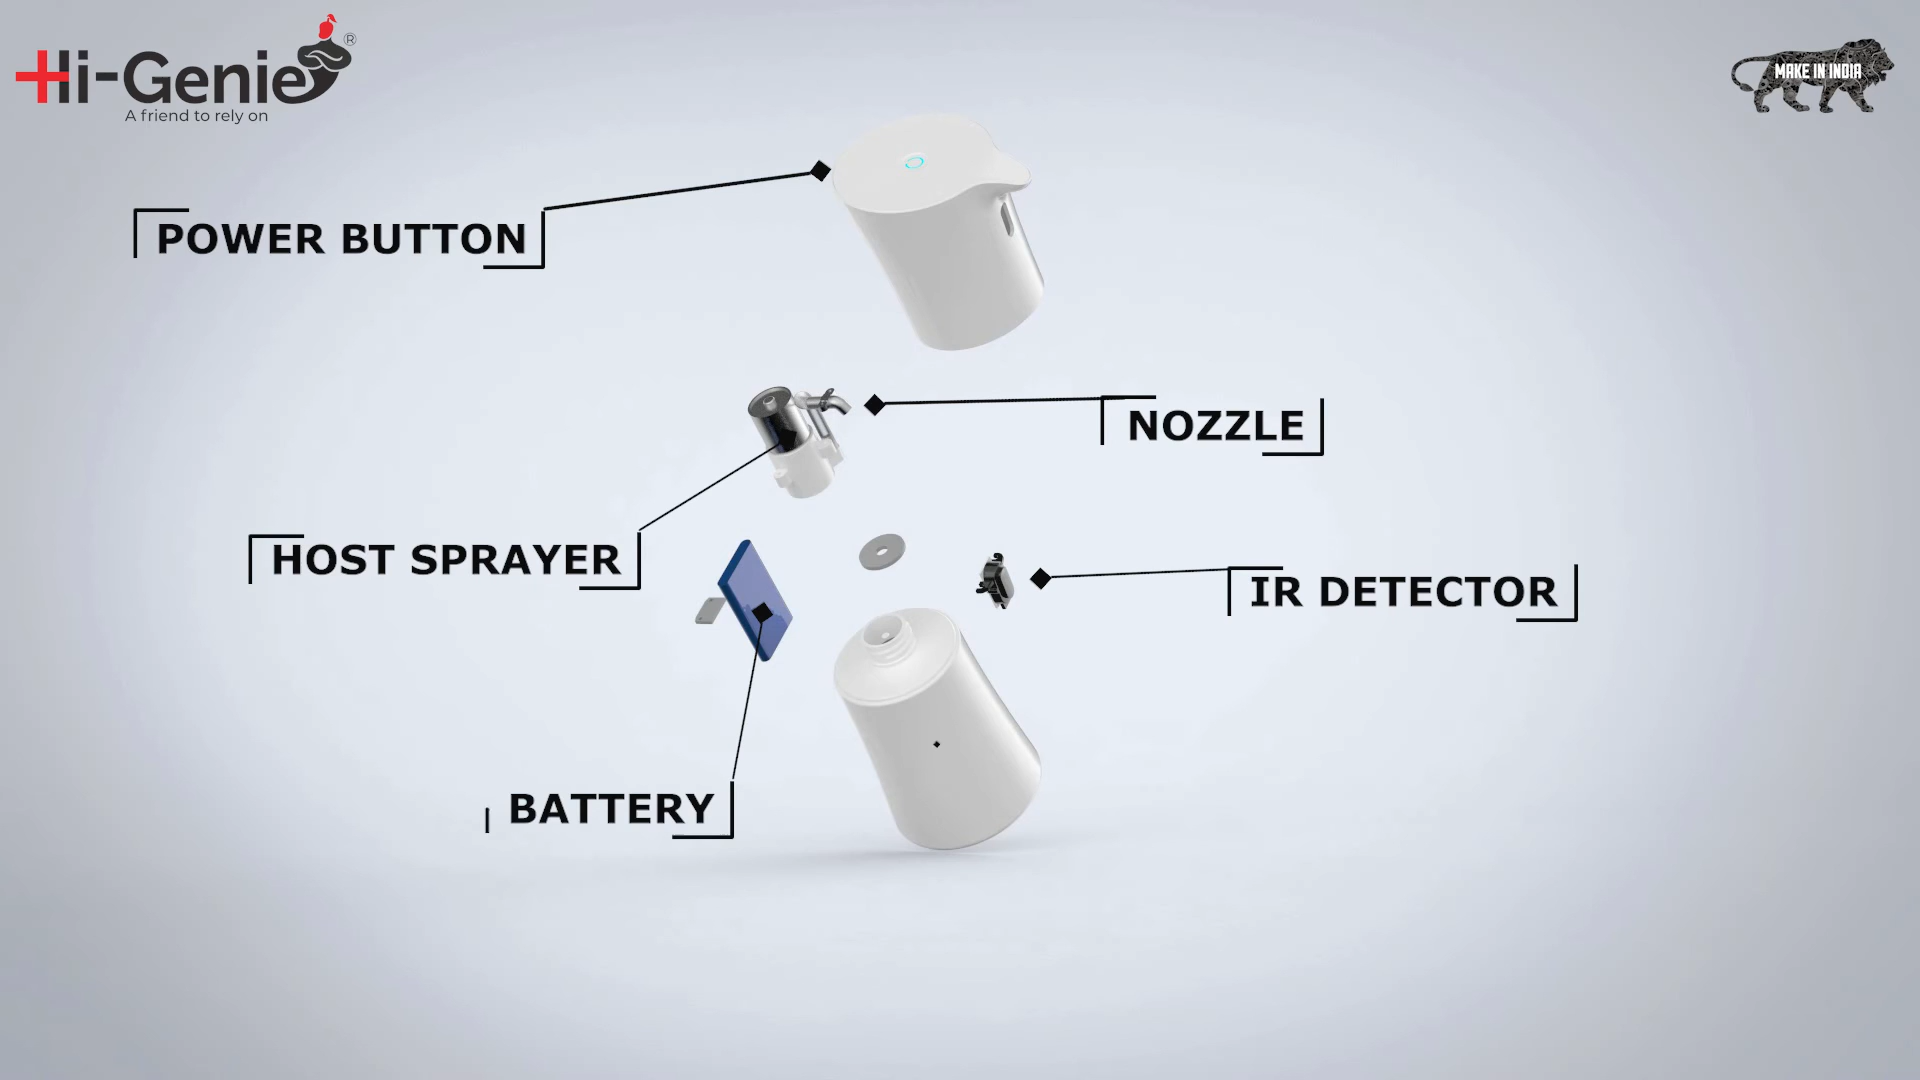 Hi-Genie®
A friend to rely on
MAKE IN INDIA
POWER BUTTON
NOZZLE
HOST SPRAYER
IR DETECTOR
BATTERY